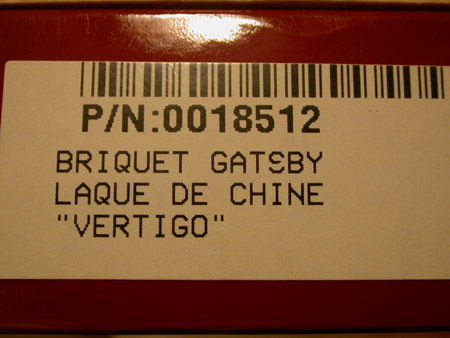 P/N:0018512
BRIQUET GATSBY
LAQUE DE CHINE
"VERTIGO"